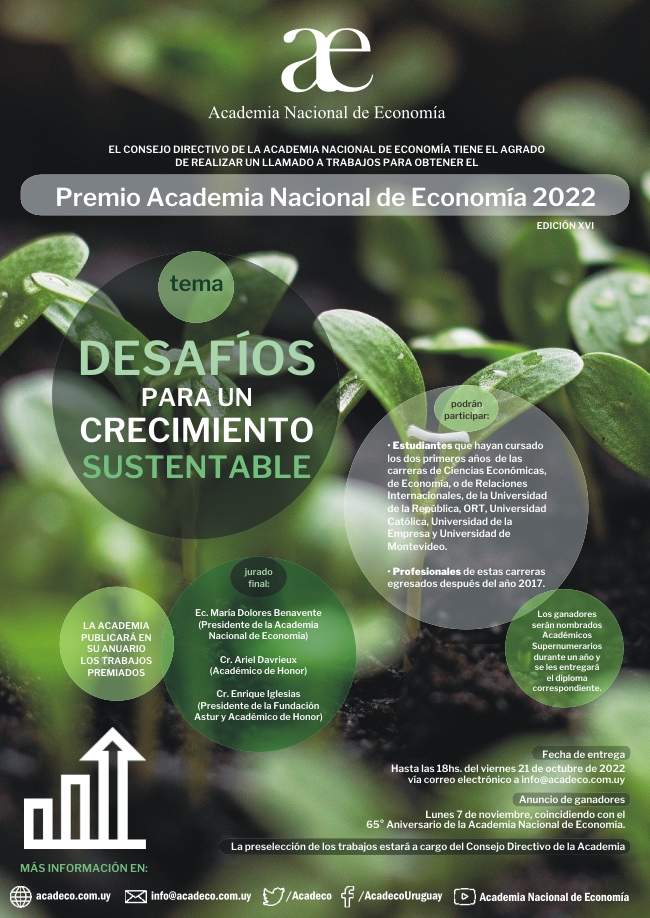 æ
Academia Nacional de Economía
EL CONSEJO DIRECTIVO DE LA ACADEMIA NACIONAL DE ECONOMÍA TIENE EL AGRADO
DE REALIZAR UN LLAMADO A TRABAJOS PARA OBTENER EL
Premio Academia Nacional de Economía 2022
EDICIÓN XVI
tema
DESAFÍOS
PARA UN
CRECIMIENTO
SUSTENTABLE
podrán
participar:
• Estudiantes que hayan cursado
los dos primeros años de las
carreras de Ciencias Económicas,
de Economía, o de Relaciones
Internacionales, de la Universidad
de la República, ORT, Universidad
Católica, Universidad de la
Empresa y Universidad de
Montevideo.
• Profesionales de estas carreras
egresados después del año 2017.
jurado
final:
Ec. María Dolores Benavente
(Presidente de la Academia
Nacional de Economía)
Cr. Ariel Davrieux
(Académico de Honor)
Cr. Enrique Iglesias
(Presidente de la Fundación
Astur y Académico de Honor)
LA ACADEMIA
PUBLICARÁ EN
SU ANUARIO
LOS TRABAJOS
PREMIADOS
Los ganadores
serán nombrados
Académicos
Supernumerarios
durante un año y
se les entregará
el diploma
correspondiente.
Fecha de entrega
Hasta las 18hs. del viernes 21 de octubre de 2022
vía correo electrónico a info@acadeco.com.uy
Anuncio de ganadores
Lunes 7 de noviembre, coincidiendo con el
65° Aniversario de la Academia Nacional de Economía.
La preselección de los trabajos estará a cargo del Consejo Directivo de la Academia
MÁS INFORMACIÓN EN:
acadeco.com.uy info@acadeco.com.uy /Acadeco /AcadecoUruguay Academia Nacional de Economía